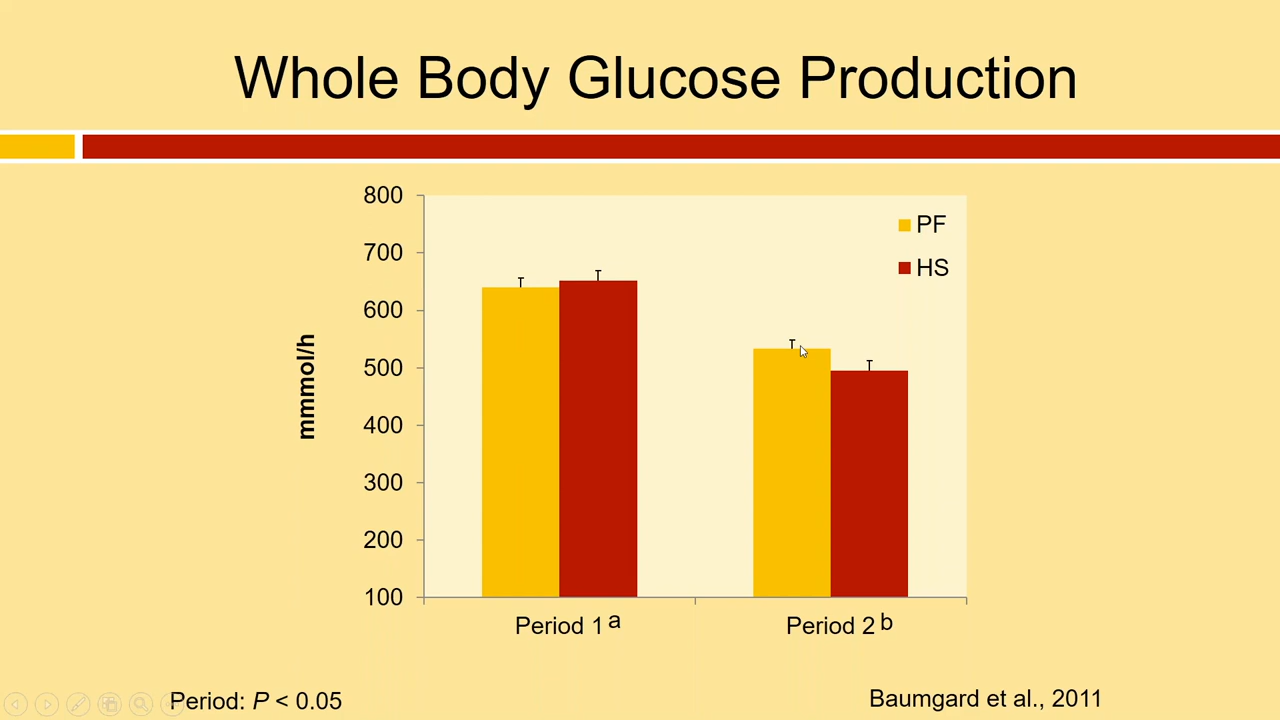 Whole Body Glucose Production
800
700
600
500
400
300
200
100
mmmol/h
PF
HS
Period 1 a
Period 2 b
Period: P < 0.05
Baumgard et al., 2011